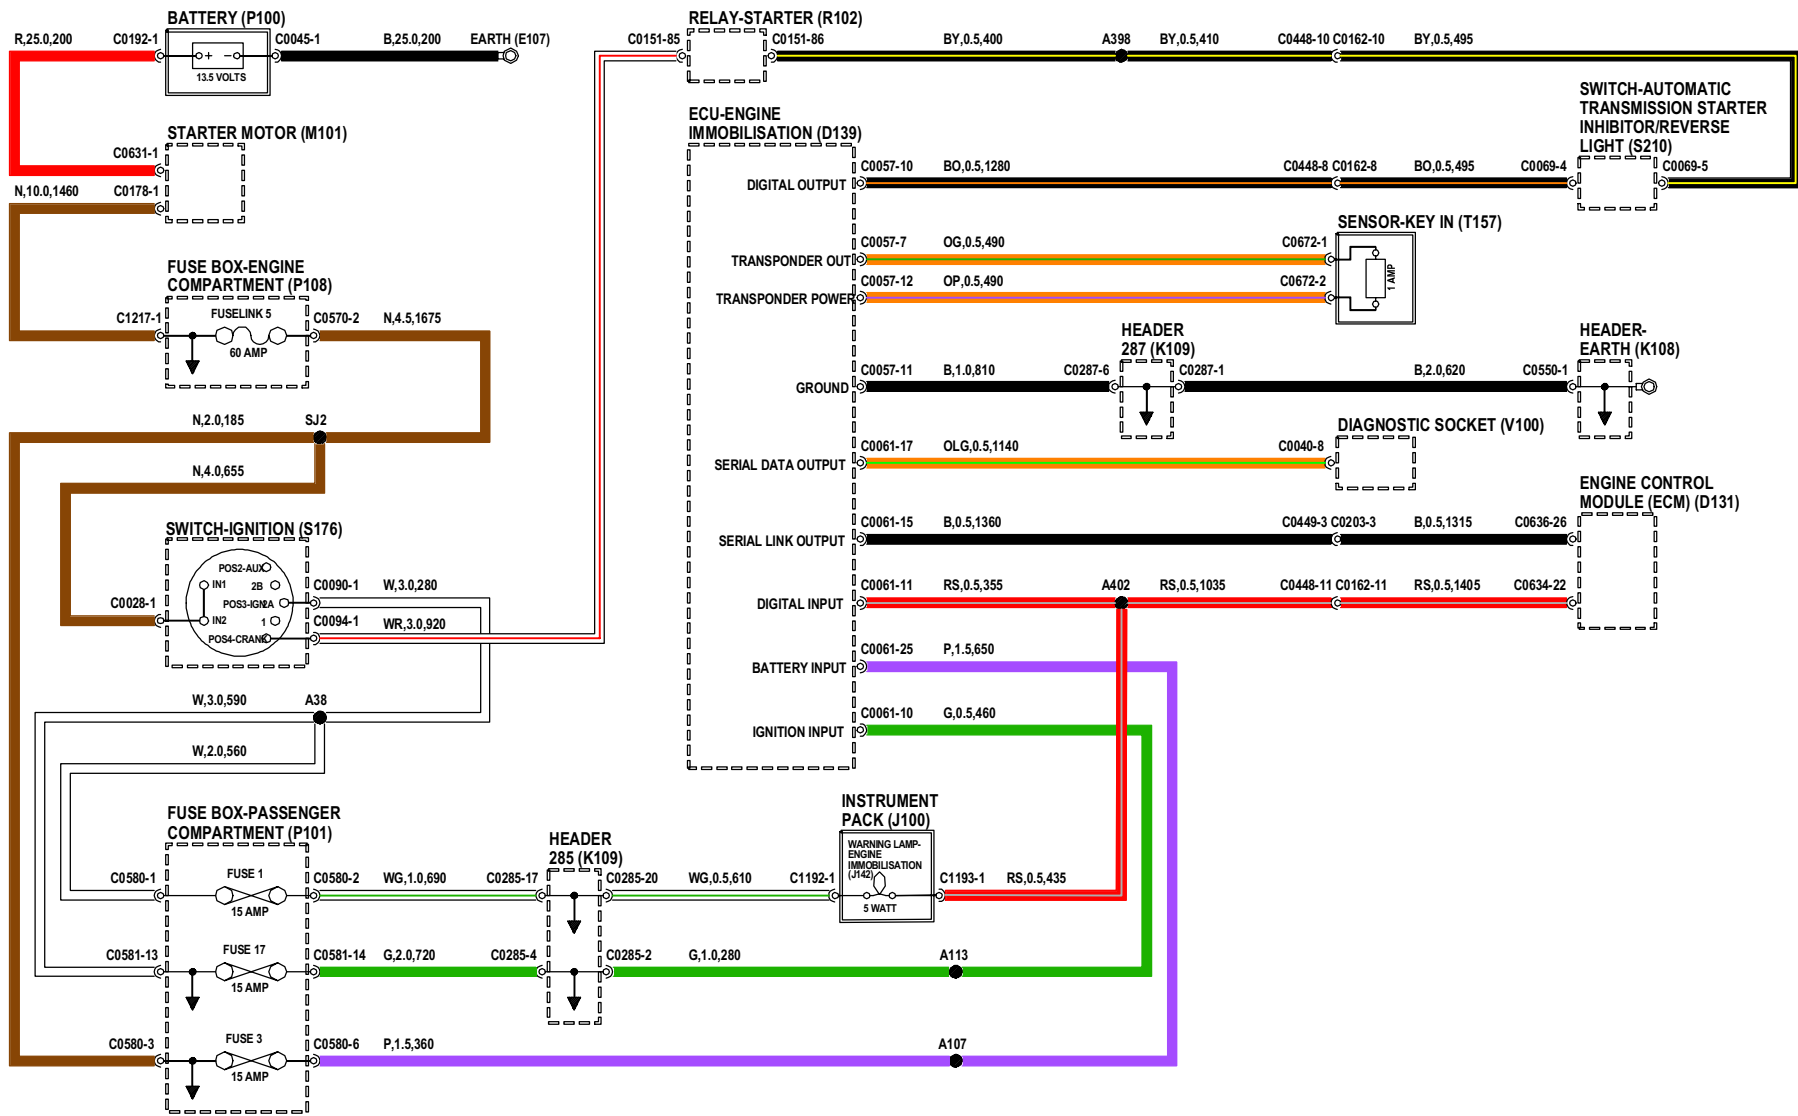 BATTERY (P100)
R,25.0,200
C0192-1
C0045-1
B,25.0,200
EARTH (E107)
13.5 VOLTS
STARTER MOTOR (M101)
C0631-1
N,10.0,1460
C0178-1
FUSE BOX-ENGINE
COMPARTMENT (P108)
C1217-1
FUSELINK 5
C0570-2
N,4.5,1675
60 AMP
N,2.0,185
SJ2
N,4.0,655
SWITCH-IGNITION (S176)
POS2-AUX
IN1
2B
POS3-IGN
2A
IN2
1
POS4-CRANK
C0028-1
C0090-1
W,3.0,280
C0094-1
WR,3.0,920
W,3.0,590
A38
W,2.0,560
FUSE BOX-PASSENGER
COMPARTMENT (P101)
C0580-1
FUSE 1
C0580-2
WG,1.0,690
C0285-17
15 AMP
C0581-13
FUSE 17
C0581-14
G,2.0,720
C0285-4
15 AMP
C0580-3
FUSE 3
C0580-6
P,1.5,360
15 AMP
HEADER
285 (K109)
C0285-20
WG,0.5,610
C1192-1
C0285-2
G,1.0,280
A113
A107
INSTRUMENT
PACK (J100)
WARNING LAMP-
ENGINE
IMMOBILISATION
(J142)
5 WATT
C1193-1
RS,0.5,435
RELAY-STARTER (R102)
C0151-85
C0151-86
BY,0.5,400
A398
BY,0.5,410
C0448-10 C0162-10
BY,0.5,495
ECU-ENGINE
IMMOBILISATION (D139)
DIGITAL OUTPUT
C0057-10
BO,0.5,1280
C0448-8 C0162-8
BO,0.5,495
C0069-4
C0069-5
SWITCH-AUTOMATIC
TRANSMISSION STARTER
INHIBITOR/REVERSE
LIGHT (S210)
TRANSPONDER OUT
C0057-7
OG,0.5,490
C0672-1
SENSOR-KEY IN (T157)
1 AMP
TRANSPONDER POWER
C0057-12
OP,0.5,490
C0672-2
GROUND
C0057-11
B,1.0,810
C0287-6
HEADER
287 (K109)
C0287-1
B,2.0,620
C0550-1
HEADER-
EARTH (K108)
SERIAL DATA OUTPUT
C0061-17
OLG,0.5,1140
C0040-8
DIAGNOSTIC SOCKET (V100)
SERIAL LINK OUTPUT
C0061-15
B,0.5,1360
C0449-3 C0203-3
B,0.5,1315
C0636-26
ENGINE CONTROL
MODULE (ECM) (D131)
DIGITAL INPUT
C0061-11
RS,0.5,355
A402
RS,0.5,1035
C0448-11 C0162-11
RS,0.5,1405
C0634-22
BATTERY INPUT
C0061-25
P,1.5,650
IGNITION INPUT
C0061-10
G,0.5,460